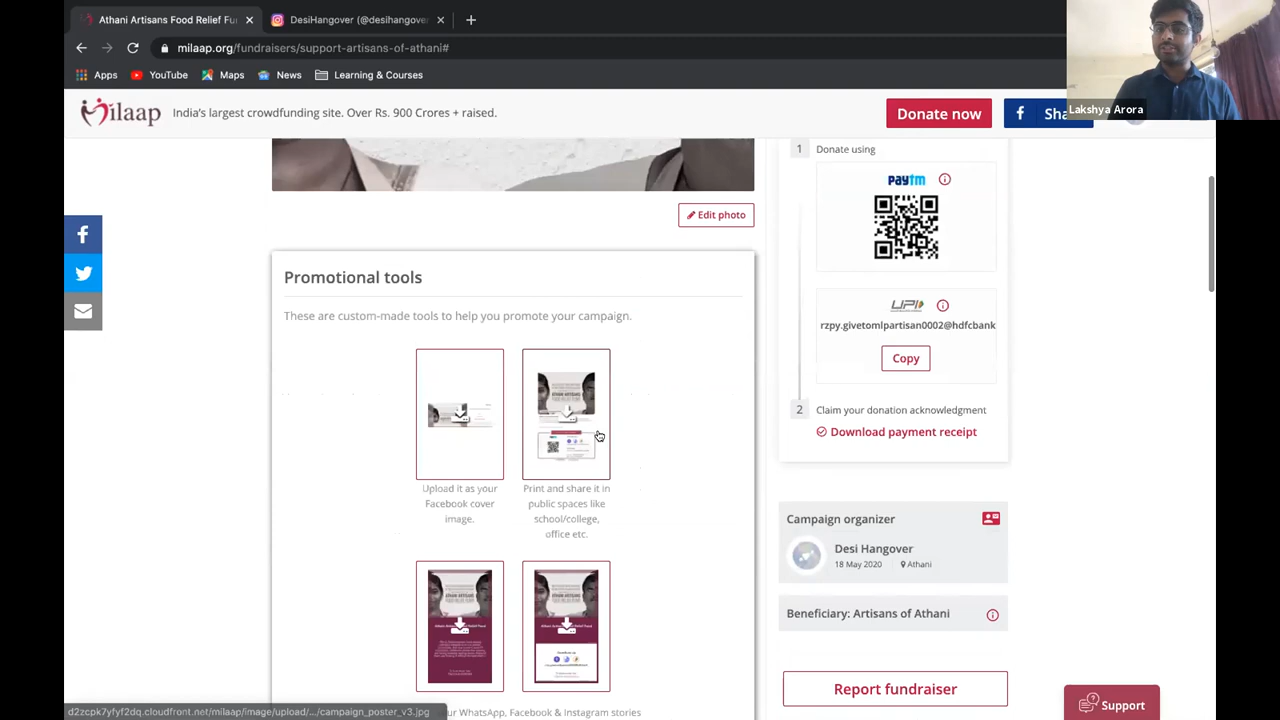 Athani Artisans Food Relief Fu
DesiHangover (@desihangover
milaap.org/fundraisers/support-artisans-of-athani#
Apps
YouTube
Maps
News
Learning & Courses
Lakshya Arora
Milaap
India's largest crowdfunding site. Over Rs. 900 Crores + raised.
Donate now
Sha
1 Donate using
paytm
Edit photo
Promotional tools
These are custom-made tools to help you promote your campaign.
UPI
rzpy.givetomlpartisan0002@hdfcbank
Copy
2 Claim your donation acknowledgment
Download payment receipt
Upload it as your
Facebook cover
image.
Print and share it in
public spaces like
school/college,
office etc.
Campaign organizer
Desi Hangover
18 May 2020
Athani
Beneficiary: Artisans of Athani
Report fundraiser
Support
d2zcpk7yfyf2dq.cloudfront.net/milaap/image/upload/.../campaign_poster_v3.jpg
ur WhatsApp, Facebook & Instagram stories